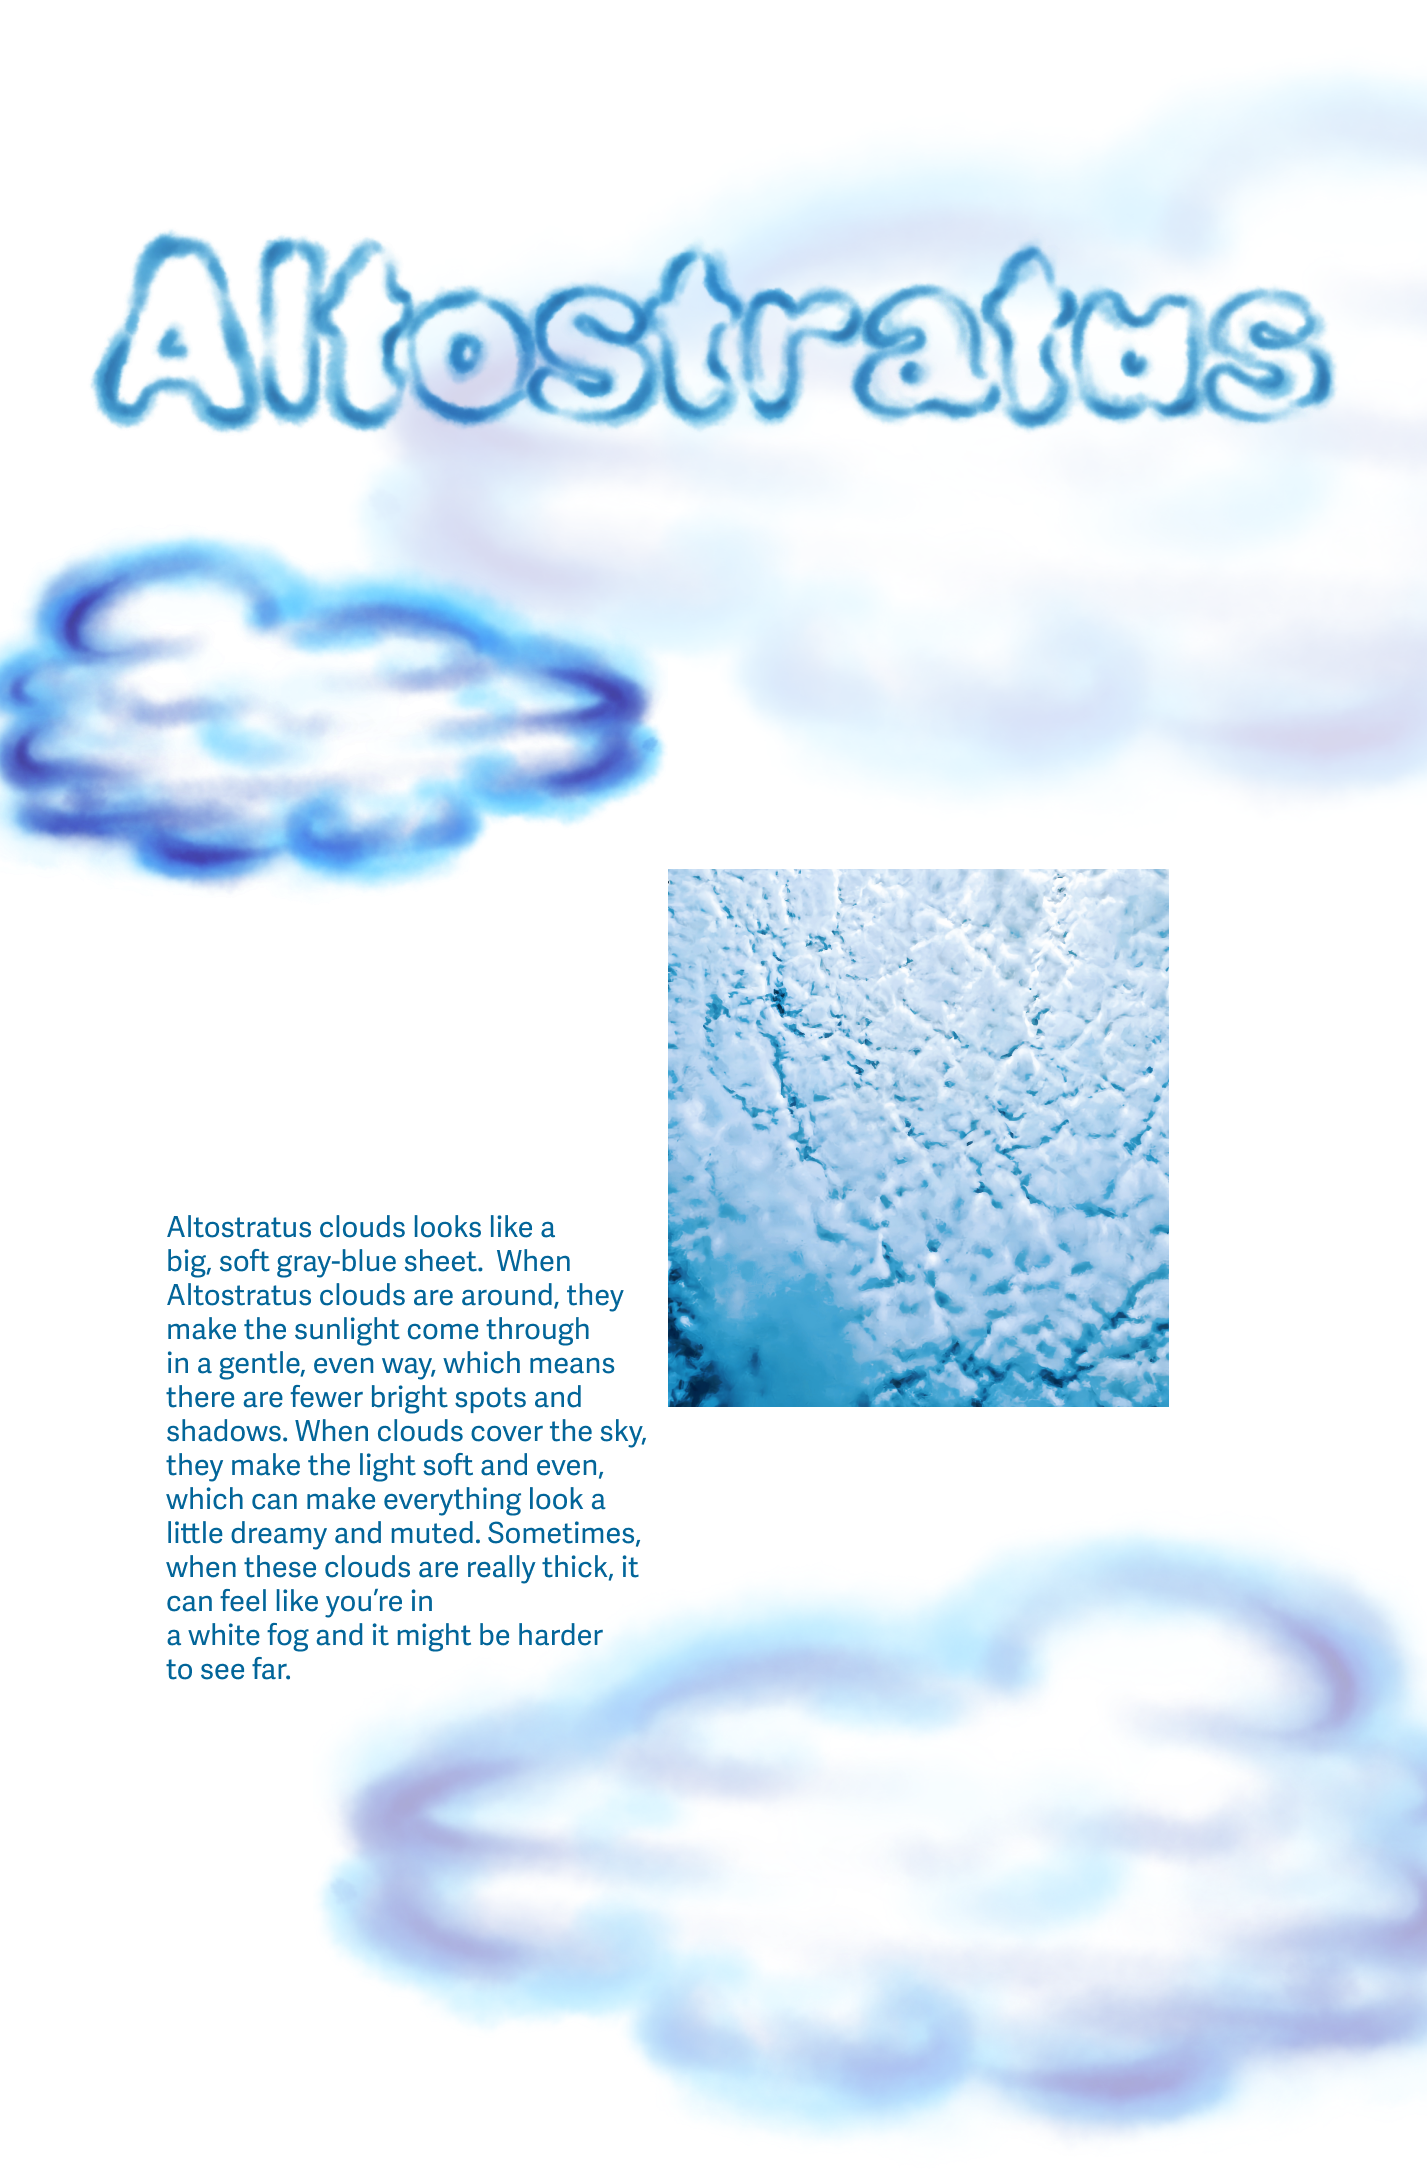 Altostratus
Altostratus clouds looks like a
big, soft gray-blue sheet.  When
Altostratus clouds are around, they
make the sunlight come through
in a gentle, even way, which means
there are fewer bright spots and
shadows. When clouds cover the sky,
they make the light soft and even,
which can make everything look a
little dreamy and muted. Sometimes,
when these clouds are really thick, it
can feel like you’re in
a white fog and it might be harder
to see far.